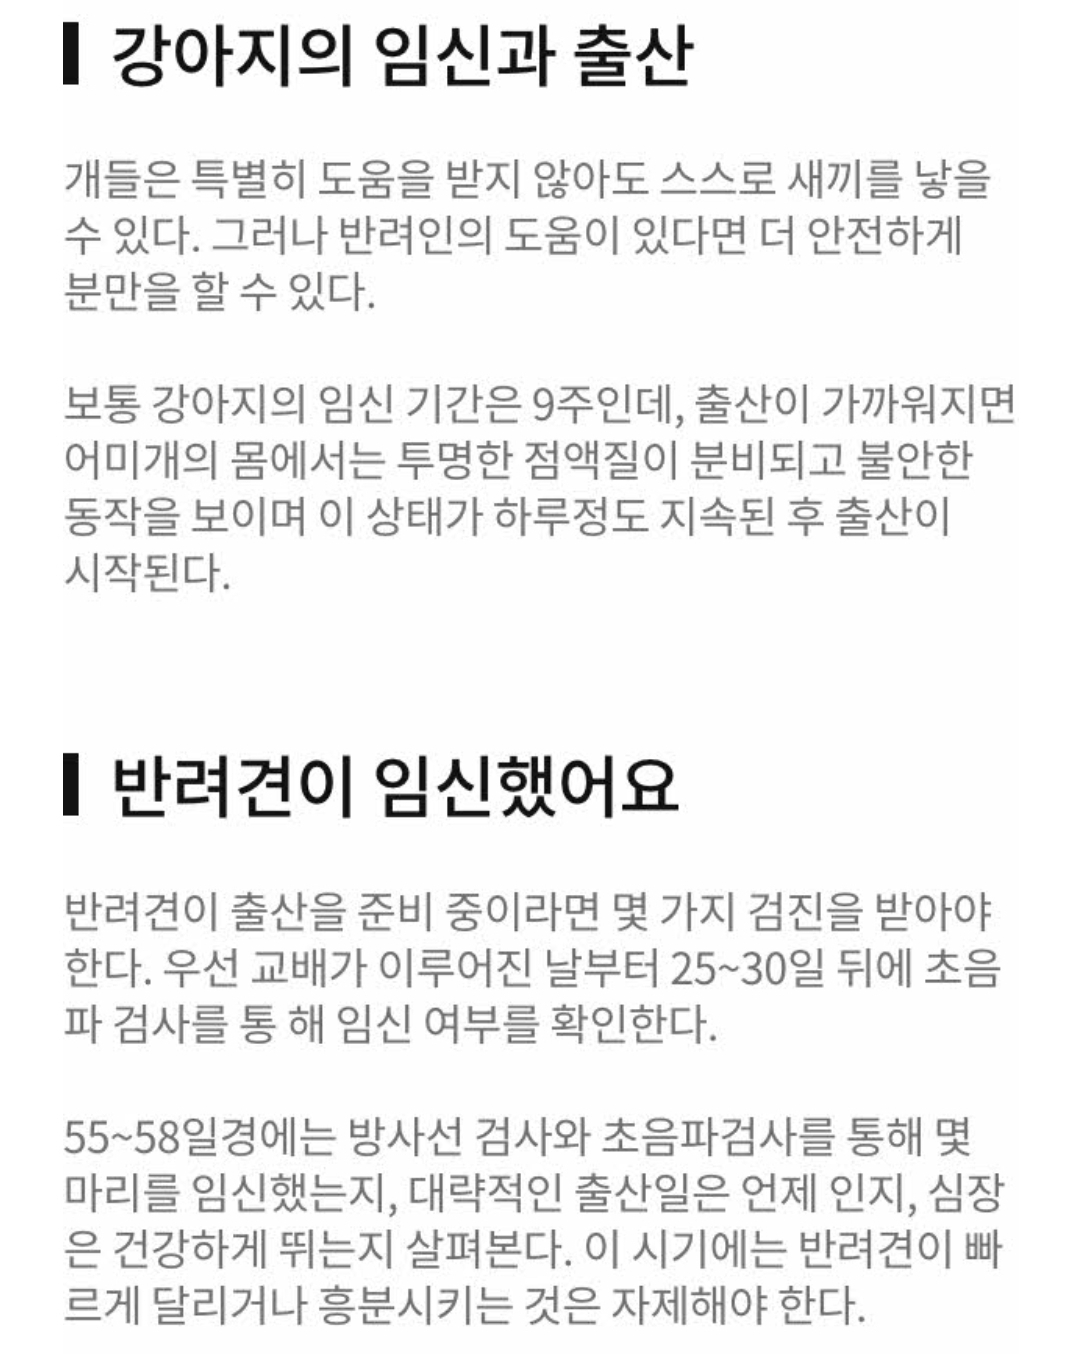 강아지의 임신과 출산
개들은 특별히 도움을 받지 않아도 스스로 새끼를 낳을
수 있다. 그러나 반려인의 도움이 있다면 더 안전하게
분만을 할 수 있다.
보통 강아지의 임신 기간은 9주인데, 출산이 가까워지면
어미개의 몸에서는 투명한 점액질이 분비되고 불안한
동작을 보이며 이 상태가 하루정도 지속된 후 출산이
시작된다.
반려견이 임신했어요
반려견이 출산을 준비 중이라면 몇 가지 검진을 받아야
한다. 우선 교배가 이루어진 날부터 25~30일 뒤에 초음
파 검사를 통 해 임신 여부를 확인한다.
55~58일경에는 방사선 검사와 초음파검사를 통해 몇
마리를 임신했는지, 대략적인 출산일은 언제 인지, 심장
은 건강하게 뛰는지 살펴본다. 이 시기에는 반려견이 빠
르게 달리거나 흥분시키는 것은 자제해야 한다.